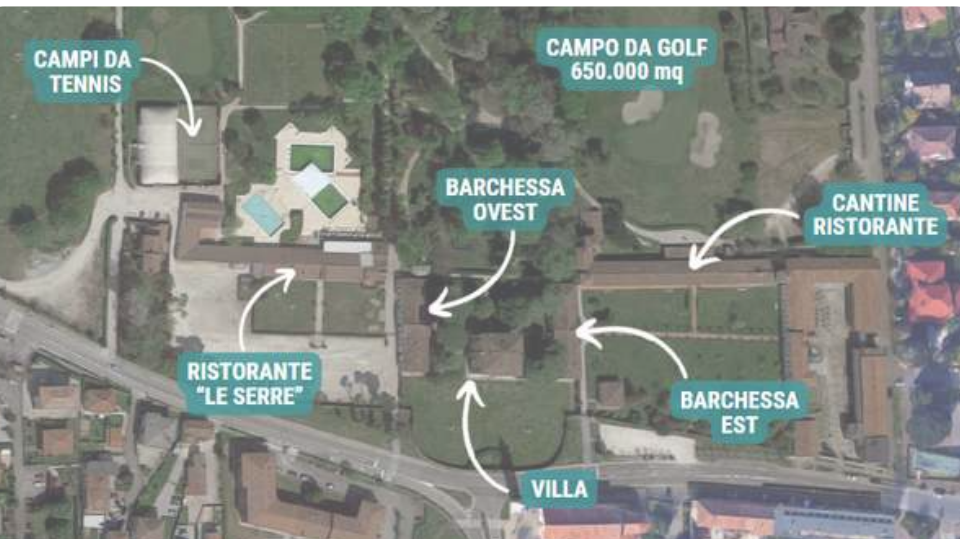 CAMPI DA
TENNIS
CAMPO DA GOLF
650.000 mq
BARCHESSA
OVEST
CANTINE
RISTORANTE
RISTORANTE
“LE SERRE”
BARCHESSA
EST
VILLA